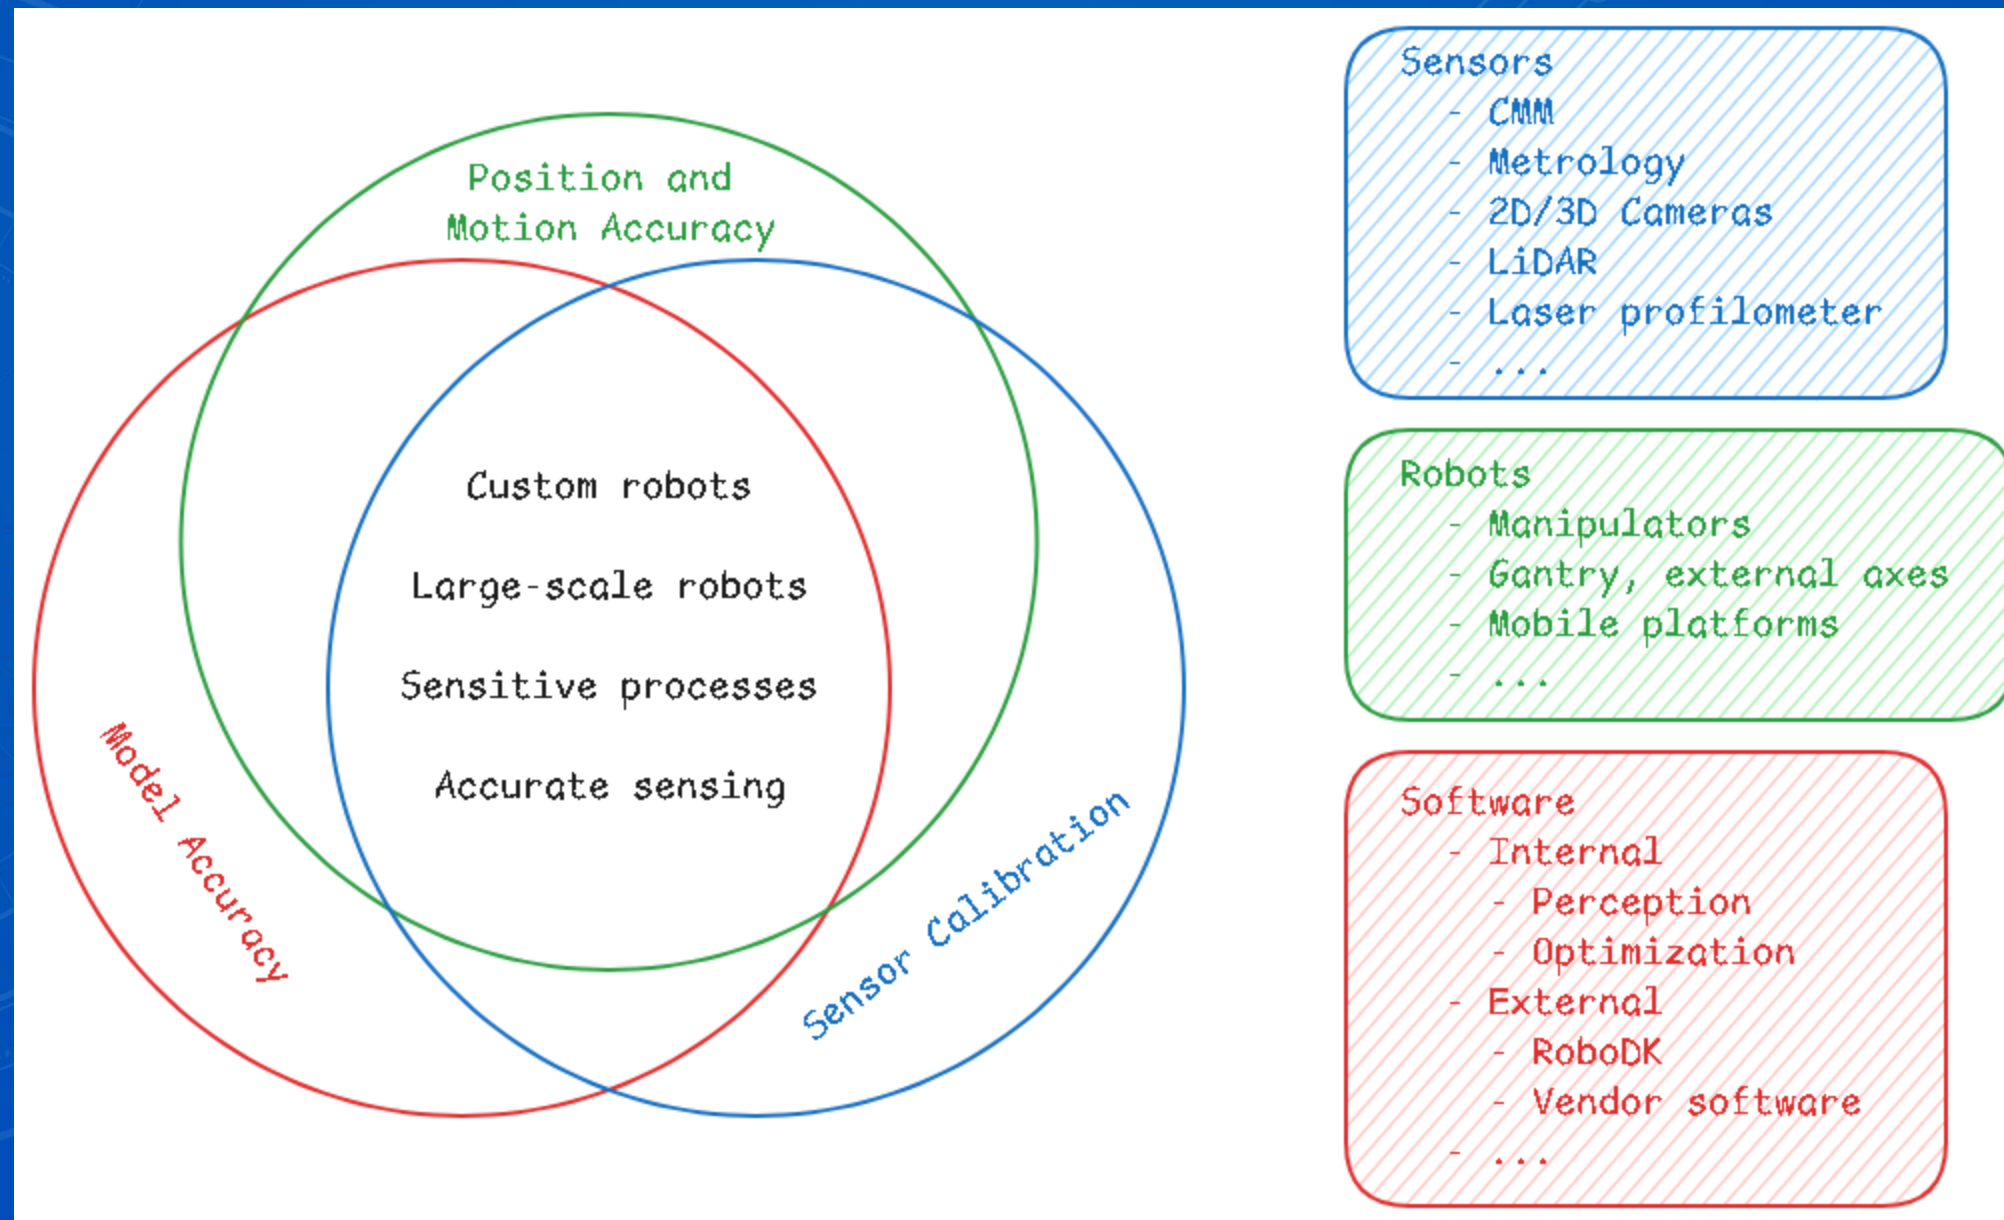 Position and
Motion Accuracy
Custom robots
Large-scale robots
Sensitive processes
Accurate sensing
Model Accuracy
Sensor Calibration
Sensors
- CMM
- Metrology
- 2D/3D Cameras
- LiDAR
- Laser profilometer
- ...
Robots
- Manipulators
- Gantry, external axes
- Mobile platforms
- ...
Software
- Internal
- Perception
- Optimization
- External
- RoboDK
- Vendor software
- ...